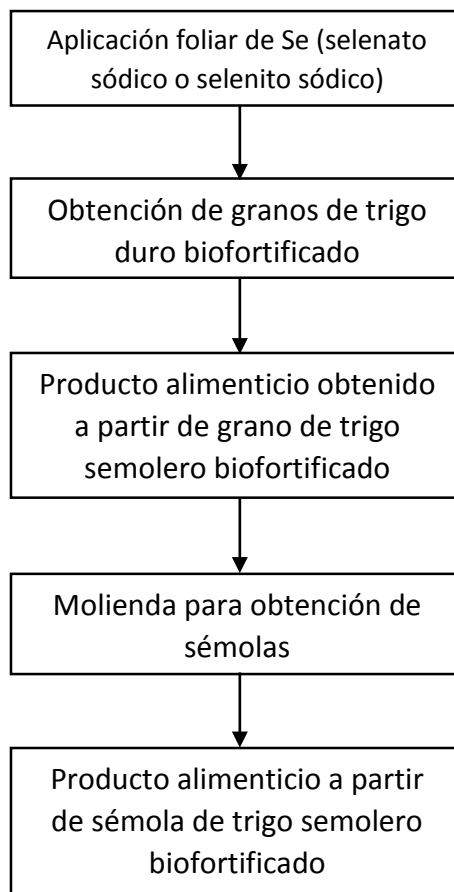 Aplicación foliar de Se (selenato
sódico o selenito sódico)
Obtención de granos de trigo
duro biofortificado
Producto alimenticio obtenido
a partir de grano de trigo
semolero biofortificado
Molienda para obtención de
sémolas
Producto alimenticio a partir
de sémola de trigo semolero
biofortificado